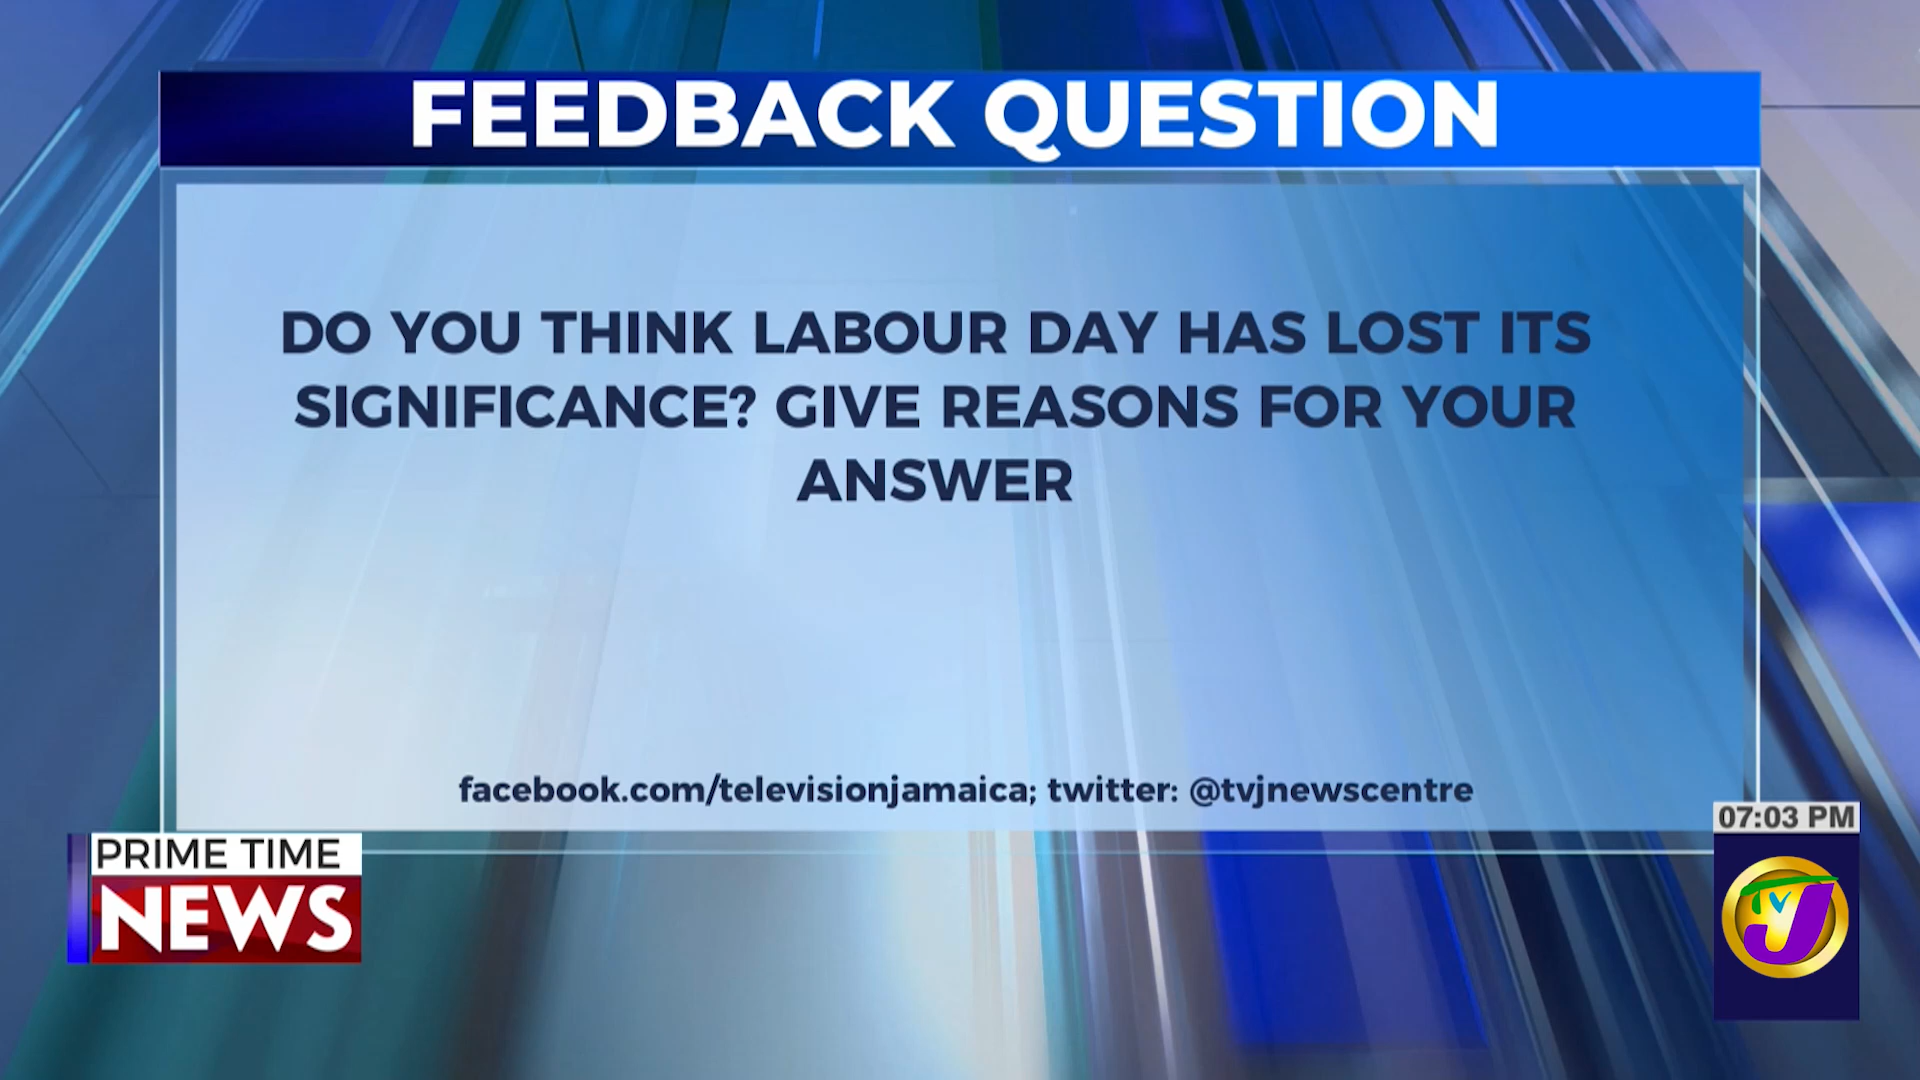 FEEDBACK QUESTION
DO YOU THINK LABOUR DAY HAS LOST ITS
SIGNIFICANCE? GIVE REASONS FOR YOUR
ANSWER
facebook.com/televisionjamaica; twitter: @tvjnewscentre
07:03 PM
PRIME TIME
NEWS
TVJ